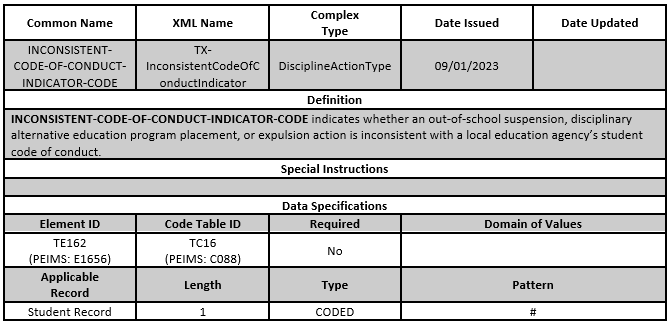 Common Name XML Name Complex Type Date Issued Date Updated
INCONSISTENT-CODE-OF-CONDUCT-INDICATOR-CODE TX-InconsistentCodeOfConductIndicator DisciplineActionType 09/01/2023
Definition
INCONSISTENT-CODE-OF-CONDUCT-INDICATOR-CODE indicates whether an out-of-school suspension, disciplinary
alternative education program placement, or expulsion action is inconsistent with a local education agency's student
code of conduct.
Special Instructions
Data Specifications
Element ID Code Table ID Required Domain of Values
TE162 (PEIMS: E1656) TC16 (PEIMS: C088) No
Applicable Record Length Type Pattern
Student Record 1 CODED #